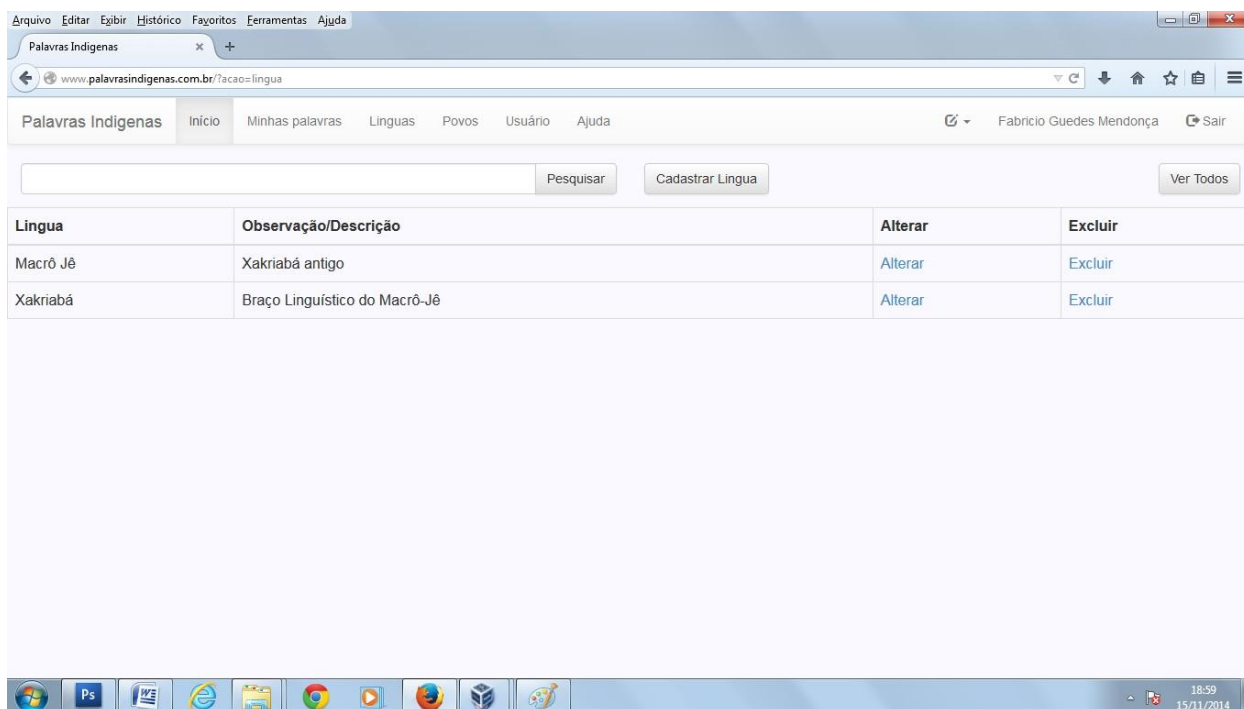 Arquivo Editar Exibir Histórico Favoritos Ferramentas Ajuda
Palavras Indigenas
www.palavrasindigenas.com.br/?acao=lingua
Palavras Indigenas Início Minhas palavras Linguas Povos Usuário Ajuda Fabricio Guedes Mendonça Sair
Pesquisar Cadastrar Lingua Ver Todos
Lingua Observação/Descrição Alterar Excluir
Macrô Jê Xakriabá antigo Alterar Excluir
Xakriabá Braço Linguístico do Macrô-Jê Alterar Excluir
Ps
18:59
15/11/2014